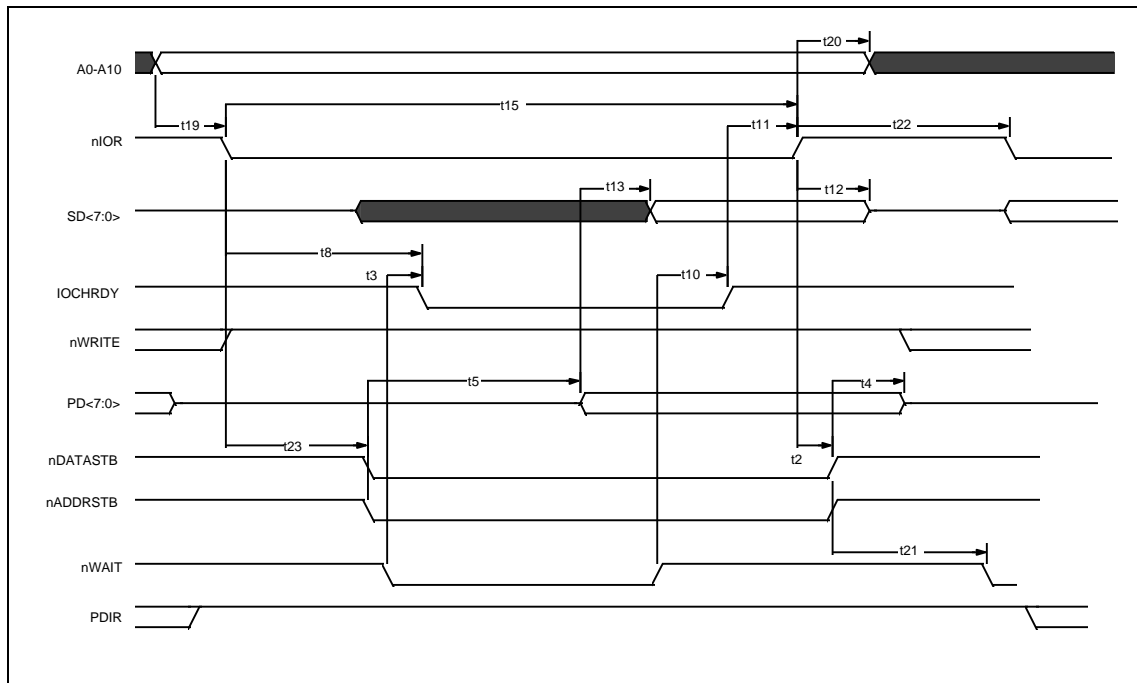 t20
A0-A10
t15
t19
t11
t22
nIOR
t13
t12
SD<7:0>
t8
t3
t10
IOCHRDY
nWRITE
t5
t4
PD<7:0>
t23
t2
nDATASTB
nADDRSTB
t21
nWAIT
PDIR